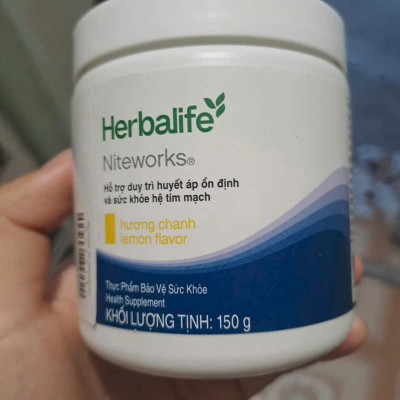 Herbalife
Niteworks®
Hỗ trợ duy trì huyết áp ổn định
và sức khỏe hệ tim mạch
hương chanh
lemon flavor
Thực Phẩm Bảo Vệ Sức Khỏe
Health Supplement
KHỐI LƯỢNG TỊNH: 150 g